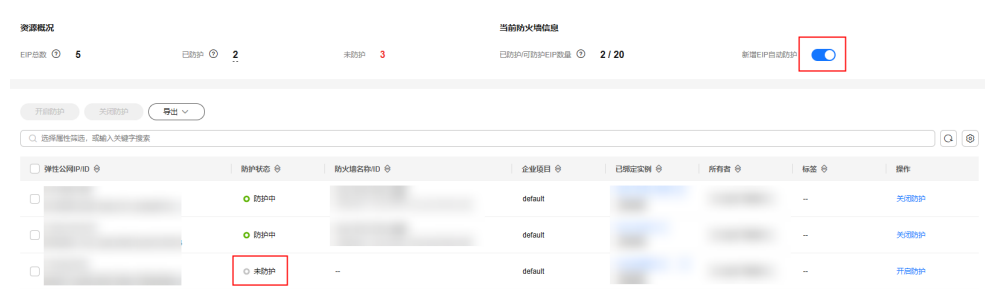 资源概况 当前防火墙信息
EIP总数 5 已防护 2 未防护 3 已防护/可防护EIP数量 2 / 20 新增EIP自动防护
开启防护 关闭防护 导出
选择属性筛选，或输入关键字搜索
弹性公网IP/ID 防护状态 防火墙名称/ID 企业项目 已绑定实例 所有者 标签 操作
防护中 default -- 关闭防护
防护中 default -- 关闭防护
未防护 -- default -- 开启防护